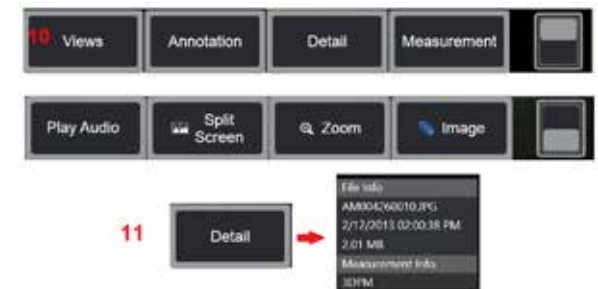 10 Views Annotation Detail Measurement
Play Audio Split Screen Zoom Image
11 Detail
File Info
AM004260010.JPG
2/12/2013 02:00:38 PM
2.01 MB
Measurement Info
3DPM